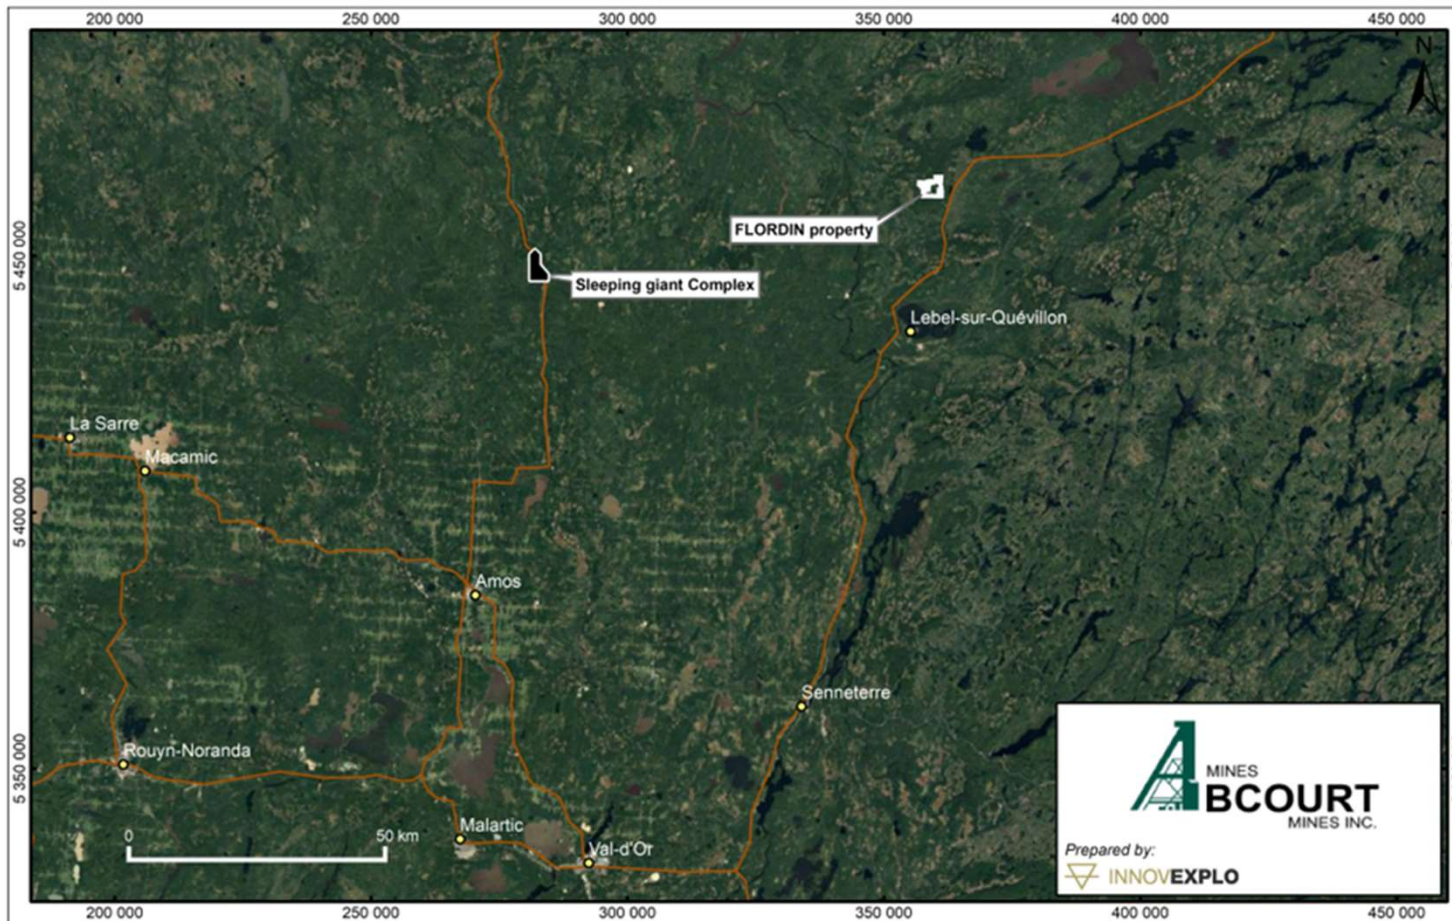 200 000 250 000 300 000 350 000 400 000 450 000
N
FLORDIN property
5 450 000
Sleeping giant Complex
Lebel-sur-Quévillon
La Sarre
Macamic
5 400 000
Amos
Senneterre
Rouyn-Noranda
5 350 000
0 50 km
Malartic
Val-d'Or
MINES
ABCOURT
MINES INC.
Prepared by:
INNOVEXPLO
200 000 250 000 300 000 350 000 400 000 450 000